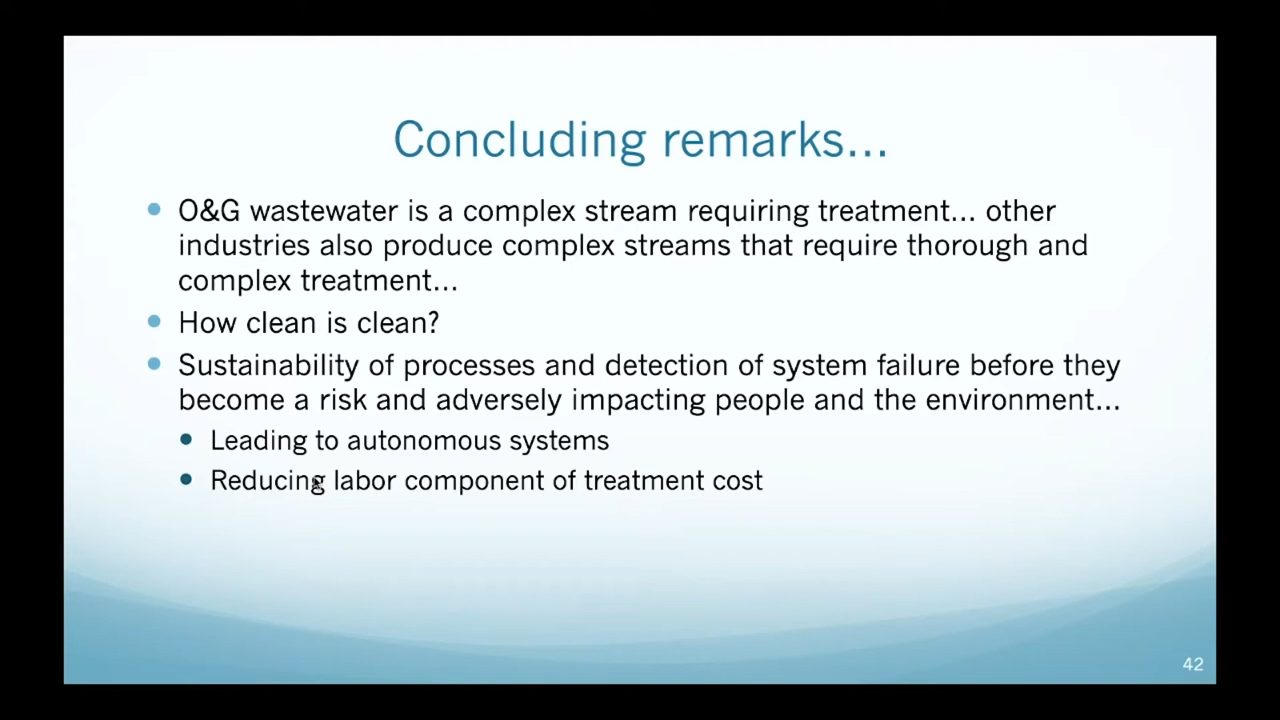 Concluding remarks...
O&G wastewater is a complex stream requiring treatment... other
industries also produce complex streams that require thorough and
complex treatment...
How clean is clean?
Sustainability of processes and detection of system failure before they
become a risk and adversely impacting people and the environment...
Leading to autonomous systems
Reducing labor component of treatment cost
42